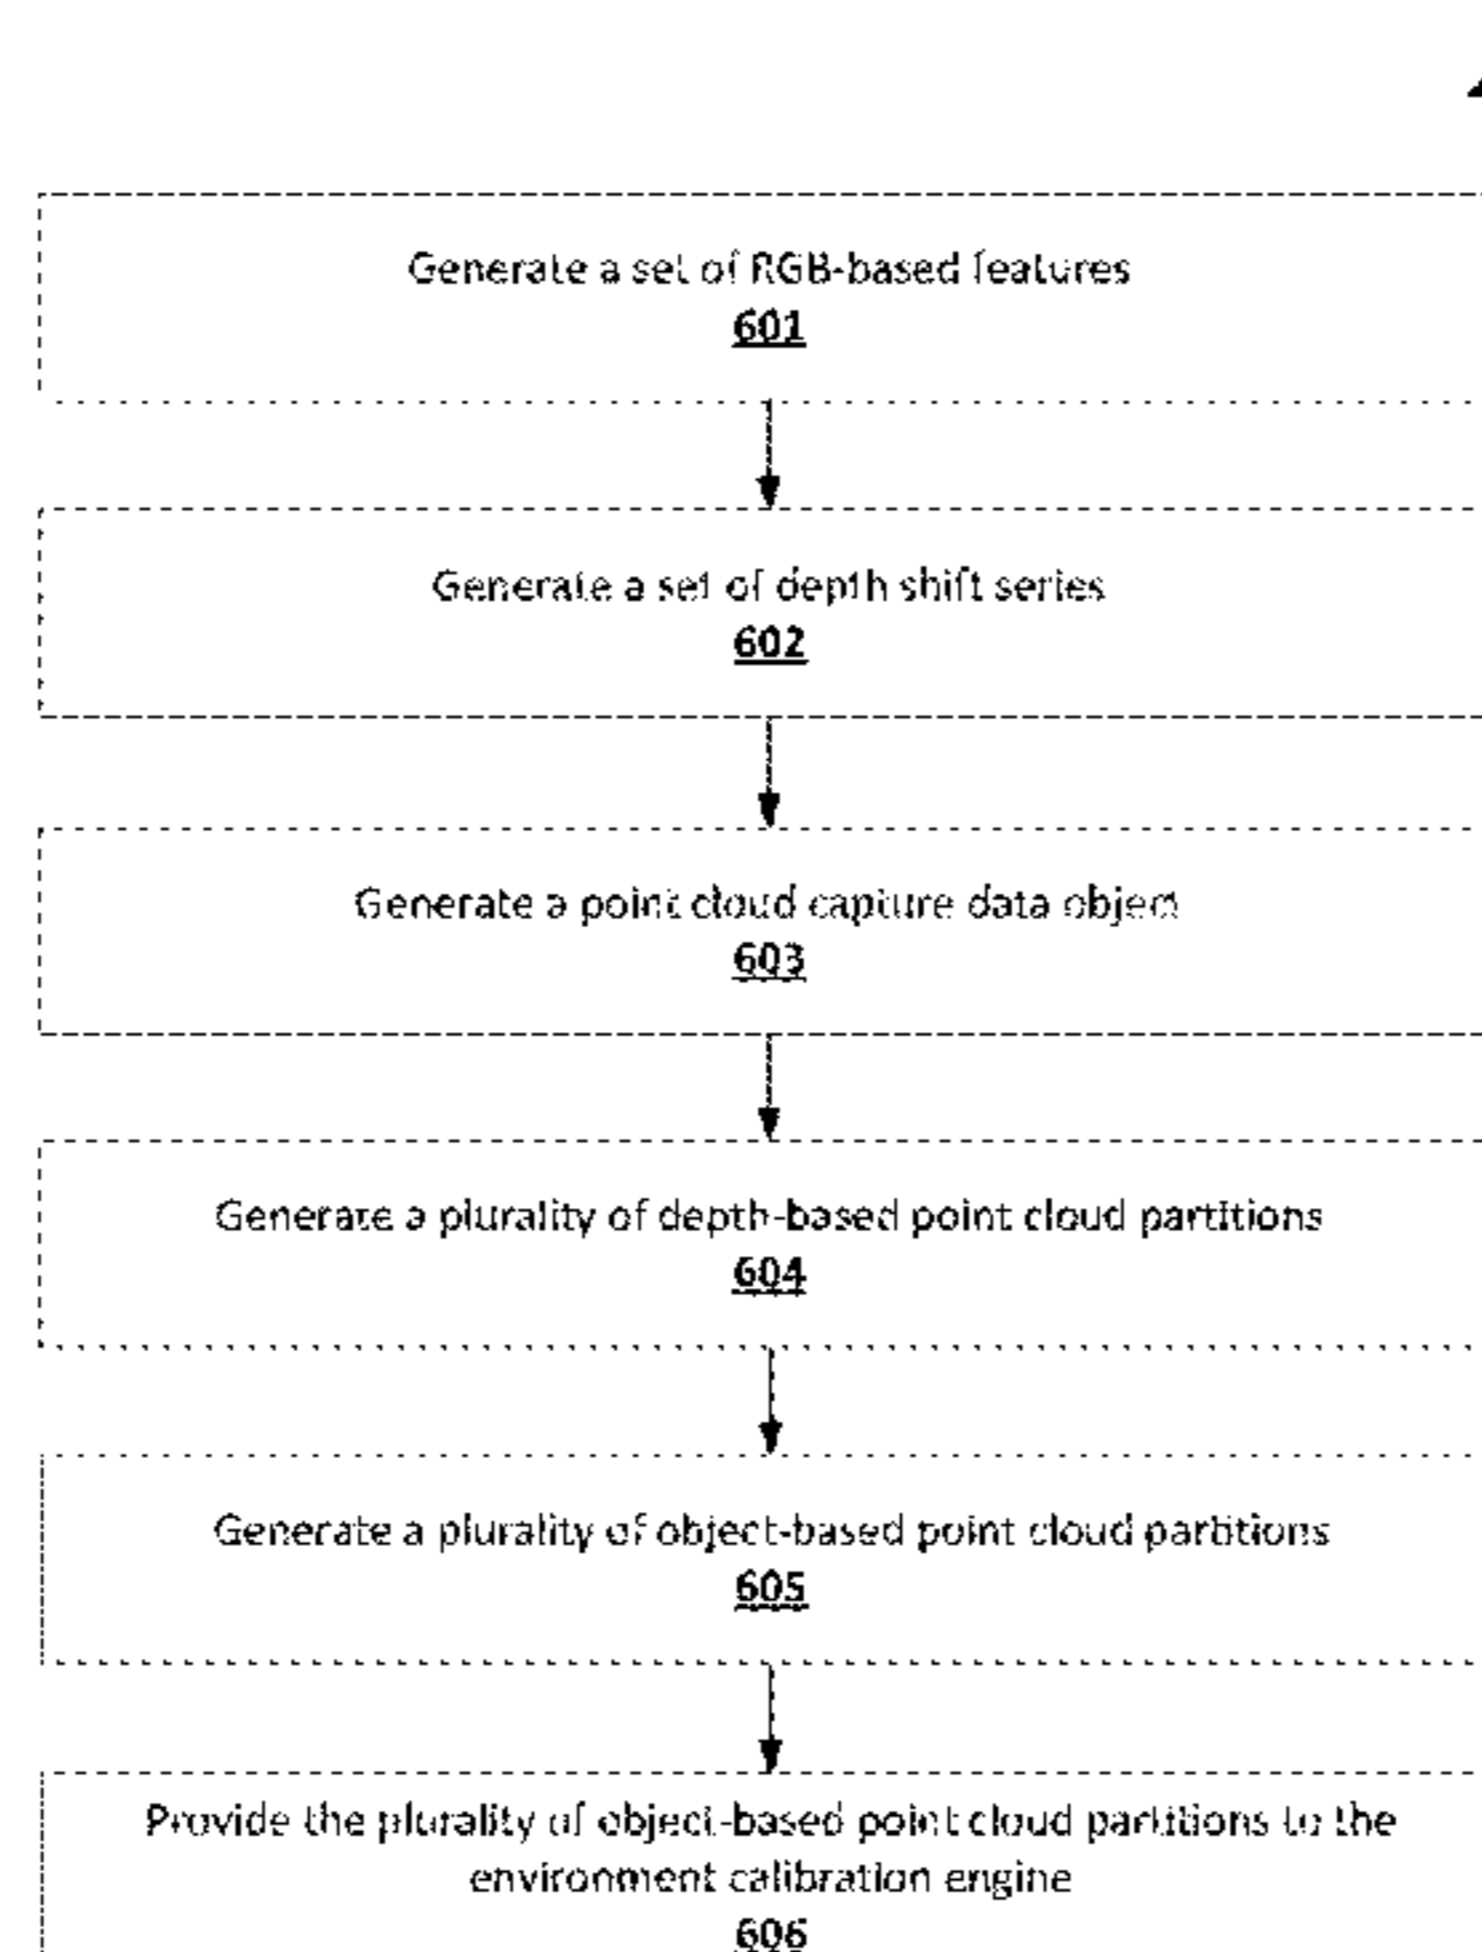 Generate a set of RGB-based features
601
Generate a set of depth shift series
602
Generate a point cloud capture data object
603
Generate a plurality of depth-based point cloud partitions
604
Generate a plurality of object-based point cloud partitions
605
Provide the plurality of object-based point cloud partitions to the
environment calibration engine
606